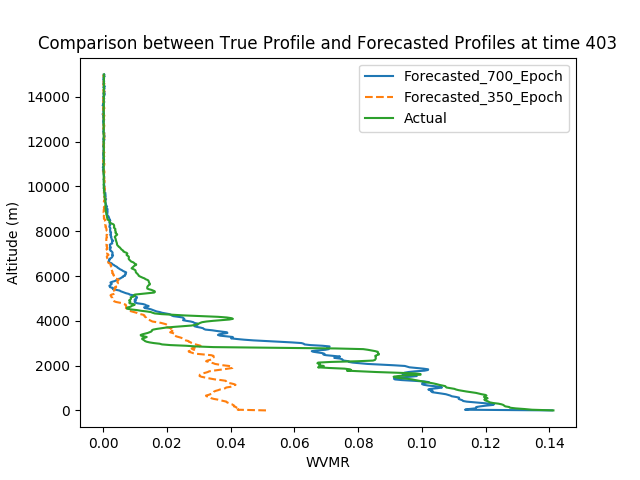 Comparison between True Profile and Forecasted Profiles at time 403
Forecasted_700_Epoch
Forecasted_350_Epoch
Actual
Altitude (m)
14000
12000
10000
8000
6000
4000
2000
0
0.00 0.02 0.04 0.06 0.08 0.10 0.12 0.14
WVMR